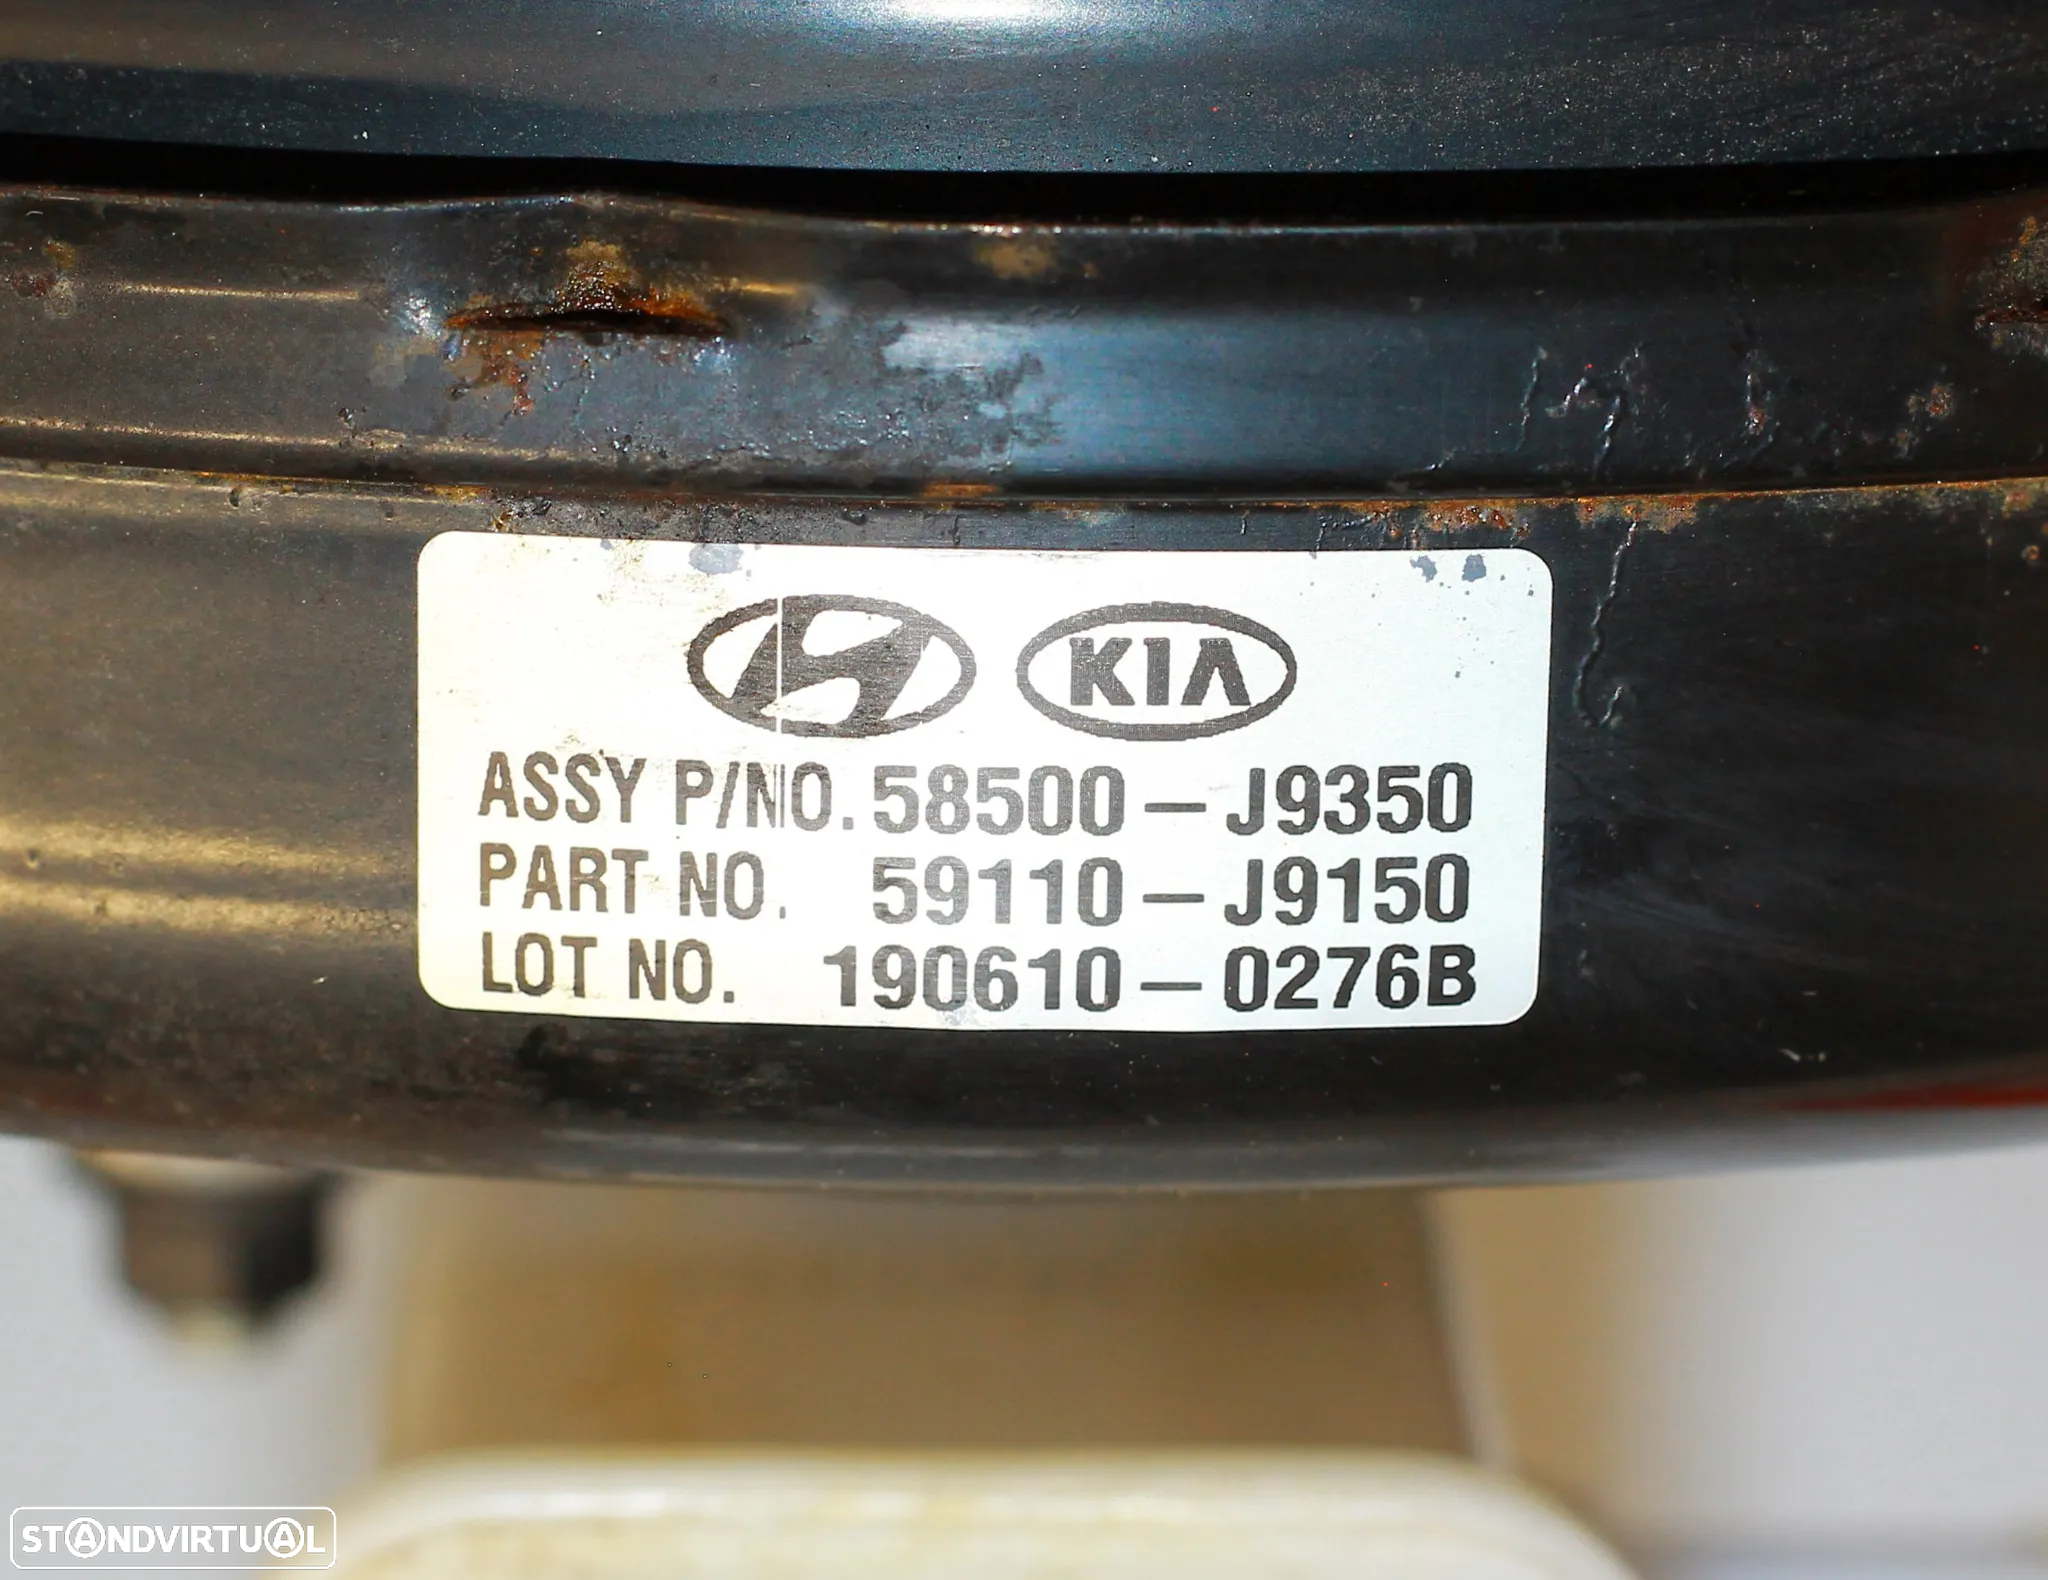 KIA
ASSY P/NO. 58500-J9350
PART NO. 59110-J9150
LOT NO. 190610-0276B
STANDVIRTUAL